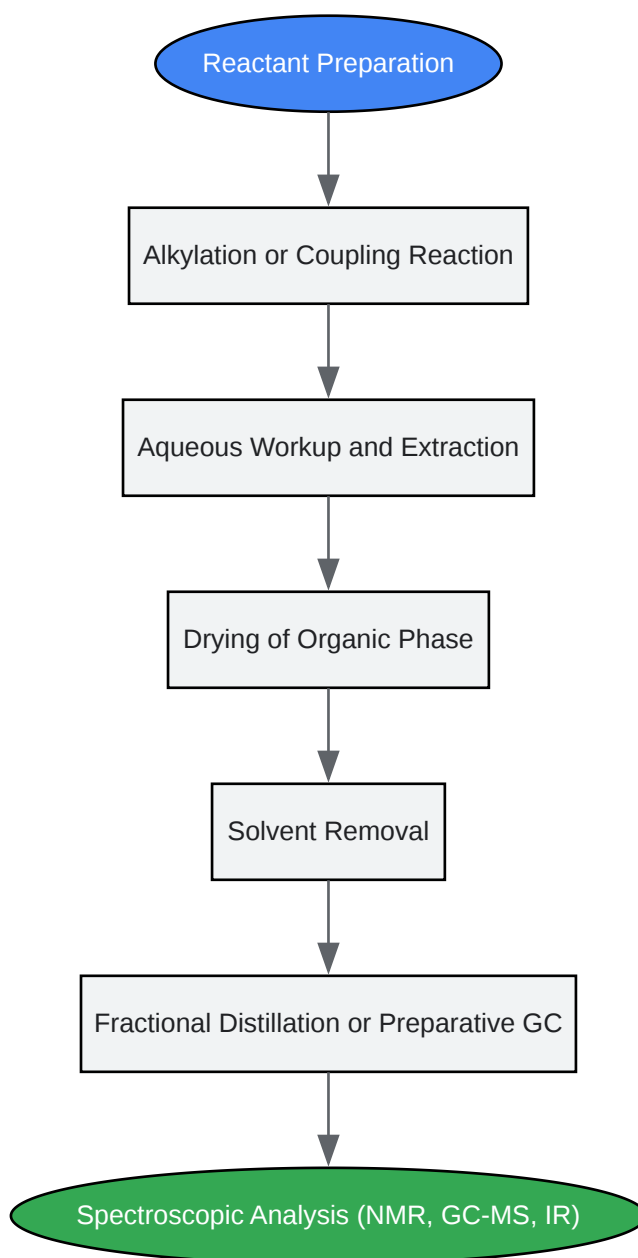 Reactant Preparation
Alkylation or Coupling Reaction
Aqueous Workup and Extraction
Drying of Organic Phase
Solvent Removal
Fractional Distillation or Preparative GC
Spectroscopic Analysis (NMR, GC-MS, IR)